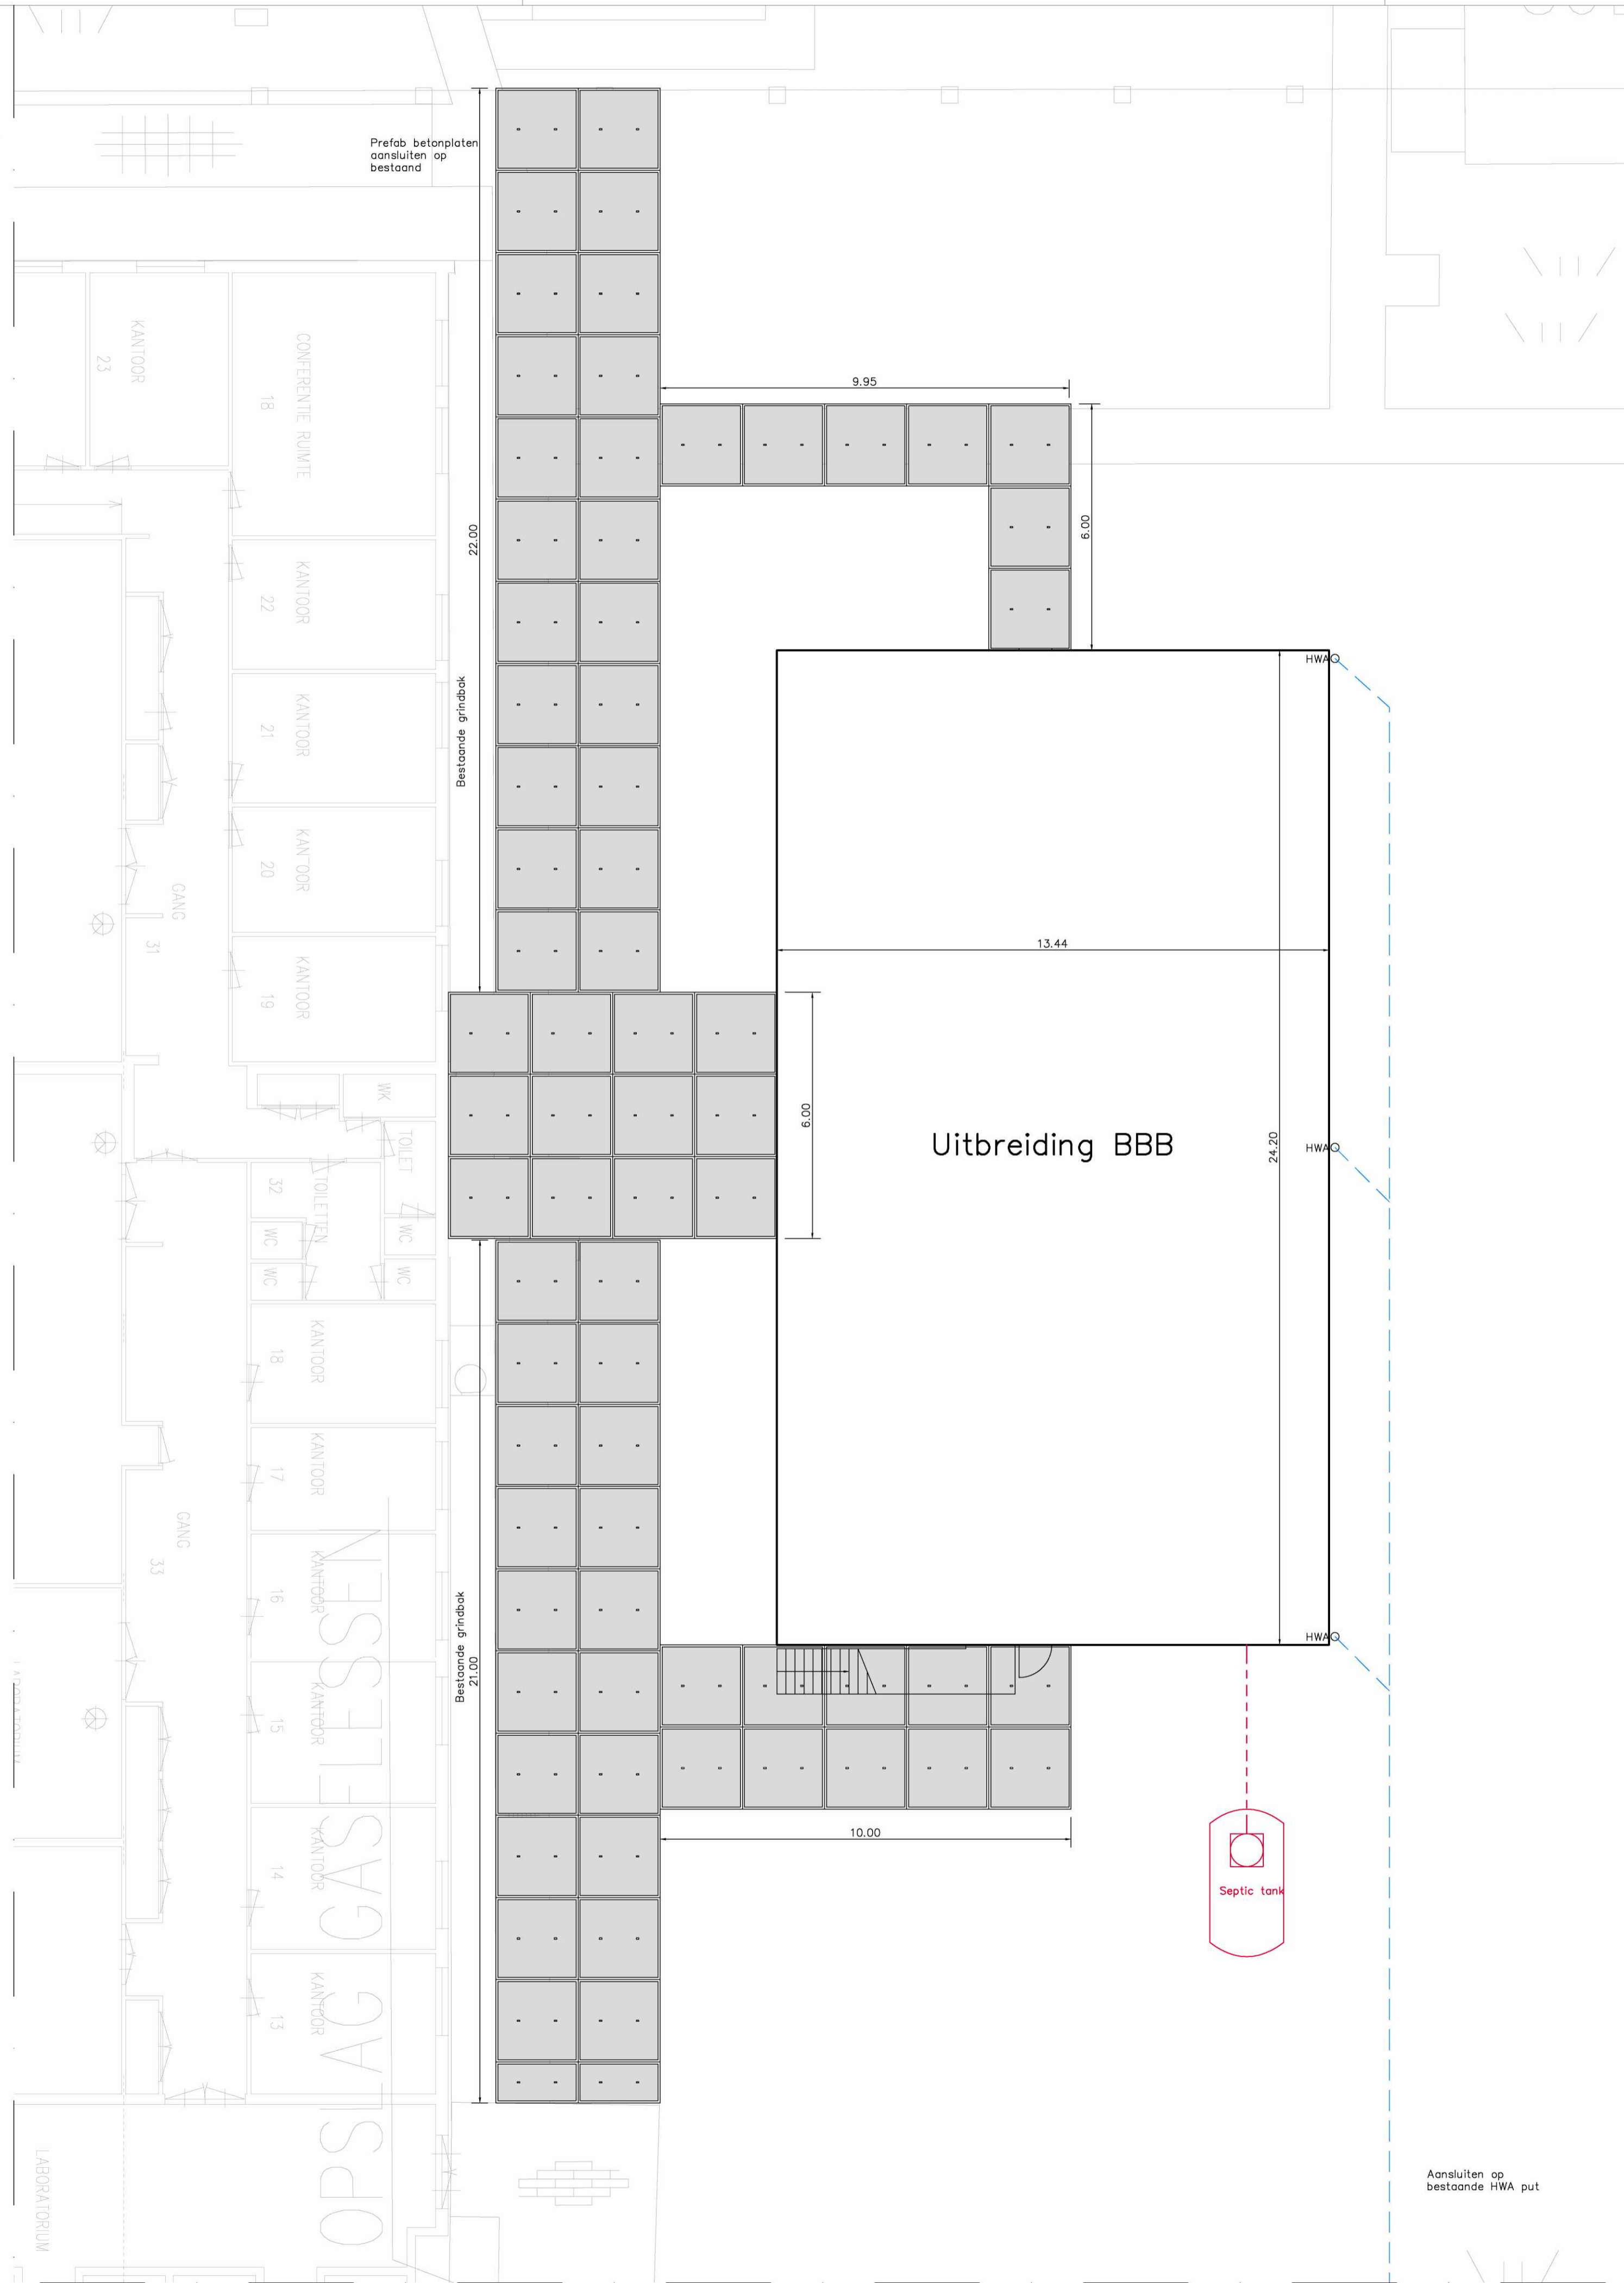 Prefab betonplaten
aansluiten op
bestaand
KANTOOR
23
CONFERENTIE RUIMTE
18
9.95
22.00
6.00
KANTOOR
22
Bestaande grindbak
HWA
KANTOOR
21
KANTOOR
20
GANG
31
13.44
KANTOOR
19
WK
TOILET
6.00
Uitbreiding BBB
24.20
HWA
32
TOILETTEN
WC
WC
WC
WC
KANTOOR
18
KANTOOR
17
GANG
33
KANTOOR
16
Bestaande grindbak
21.00
HWA
KANTOOR
15
LABORATORIUM
OPSLAG GASFLESSEN
10.00
KANTOOR
14
Septic tank
KANTOOR
13
LABORATORIUM
Aansluiten op
bestaande HWA put